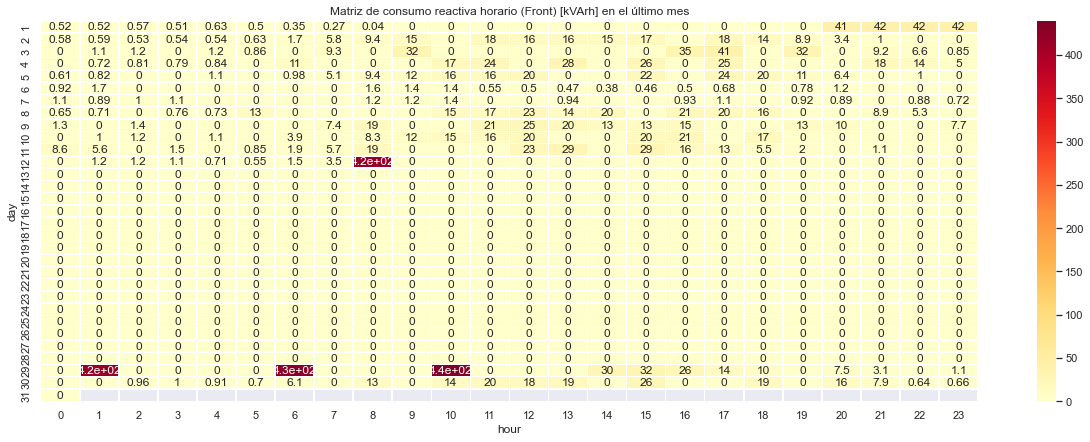 Matriz de consumo reactiva horario (Front) [kVArh] en el último mes
1 0.52 0.52 0.57 0.51 0.63 0.5 0.35 0.27 0.04 0 0 0 0 0 0 0 0 0 0 0 41 42 42 42
2 0.58 0.59 0.53 0.54 0.54 0.63 1.7 5.8 9.4 15 0 18 16 16 15 17 0 18 14 8.9 3.4 1 0 0
3 0 1.1 1.2 0 1.2 0.86 0 9.3 0 32 0 0 0 0 0 0 35 41 0 32 0 9.2 6.6 0.85
4 0 0.72 0.81 0.79 0.84 0 11 0 0 0 17 24 0 28 0 26 0 25 0 0 0 18 14 5
5 0.61 0.82 0 0 1.1 0 0.98 5.1 9.4 12 16 16 20 0 0 22 0 24 20 11 6.4 0 1 0
6 0.92 1.7 0 0 0 0 0 0 1.6 1.4 1.4 0.55 0.5 0.47 0.38 0.46 0.5 0.68 0 0.78 1.2 0 0 0
7 1.1 0.89 1 1.1 0 0 0 0 1.2 1.2 1.4 0 0 0.94 0 0 0.93 1.1 0 0.92 0.89 0 0.88 0.72
8 0.65 0.71 0 0.76 0.73 13 0 0 0 0 15 17 23 14 20 0 21 20 16 0 0 8.9 5.3 0
9 1.3 0 1.4 0 0 0 0 7.4 19 0 0 21 25 20 13 13 15 0 0 13 10 0 0 7.7
10 0 1 1.2 0 1.1 0 3.9 0 8.3 12 15 16 20 0 0 20 21 0 17 0 0 0 0 0
11 8.6 5.6 0 1.5 0 0.85 1.9 5.7 19 0 0 0 23 29 0 29 16 13 5.5 2 0 1.1 0 0
12 0 1.2 1.2 1.1 0.71 0.55 1.5 3.5 4.2e+02 0 0 0 0 0 0 0 0 0 0 0 0 0 0 0
13 0 0 0 0 0 0 0 0 0 0 0 0 0 0 0 0 0 0 0 0 0 0 0 0
14 0 0 0 0 0 0 0 0 0 0 0 0 0 0 0 0 0 0 0 0 0 0 0 0
15 0 0 0 0 0 0 0 0 0 0 0 0 0 0 0 0 0 0 0 0 0 0 0 0
16 0 0 0 0 0 0 0 0 0 0 0 0 0 0 0 0 0 0 0 0 0 0 0 0
17 0 0 0 0 0 0 0 0 0 0 0 0 0 0 0 0 0 0 0 0 0 0 0 0
18 0 0 0 0 0 0 0 0 0 0 0 0 0 0 0 0 0 0 0 0 0 0 0 0
19 0 0 0 0 0 0 0 0 0 0 0 0 0 0 0 0 0 0 0 0 0 0 0 0
20 0 0 0 0 0 0 0 0 0 0 0 0 0 0 0 0 0 0 0 0 0 0 0 0
21 0 0 0 0 0 0 0 0 0 0 0 0 0 0 0 0 0 0 0 0 0 0 0 0
22 0 0 0 0 0 0 0 0 0 0 0 0 0 0 0 0 0 0 0 0 0 0 0 0
23 0 0 0 0 0 0 0 0 0 0 0 0 0 0 0 0 0 0 0 0 0 0 0 0
24 0 0 0 0 0 0 0 0 0 0 0 0 0 0 0 0 0 0 0 0 0 0 0 0
25 0 0 0 0 0 0 0 0 0 0 0 0 0 0 0 0 0 0 0 0 0 0 0 0
26 0 0 0 0 0 0 0 0 0 0 0 0 0 0 0 0 0 0 0 0 0 0 0 0
27 0 0 0 0 0 0 0 0 0 0 0 0 0 0 0 0 0 0 0 0 0 0 0 0
28 0 0 0 0 0 0 0 0 0 0 0 0 0 0 0 0 0 0 0 0 0 0 0 0
29 0 4.2e+02 0 0 0 0 4.3e+02 0 0 0 4.4e+02 0 0 0 30 32 26 14 10 0 7.5 3.1 0 1.1
30 0 0 0.96 1 0.91 0.7 6.1 0 13 0 14 20 18 19 0 26 0 0 19 0 16 7.9 0.64 0.66
31 0
0 1 2 3 4 5 6 7 8 9 10 11 12 13 14 15 16 17 18 19 20 21 22 23
hour
day
400
350
300
250
200
150
100
50
0